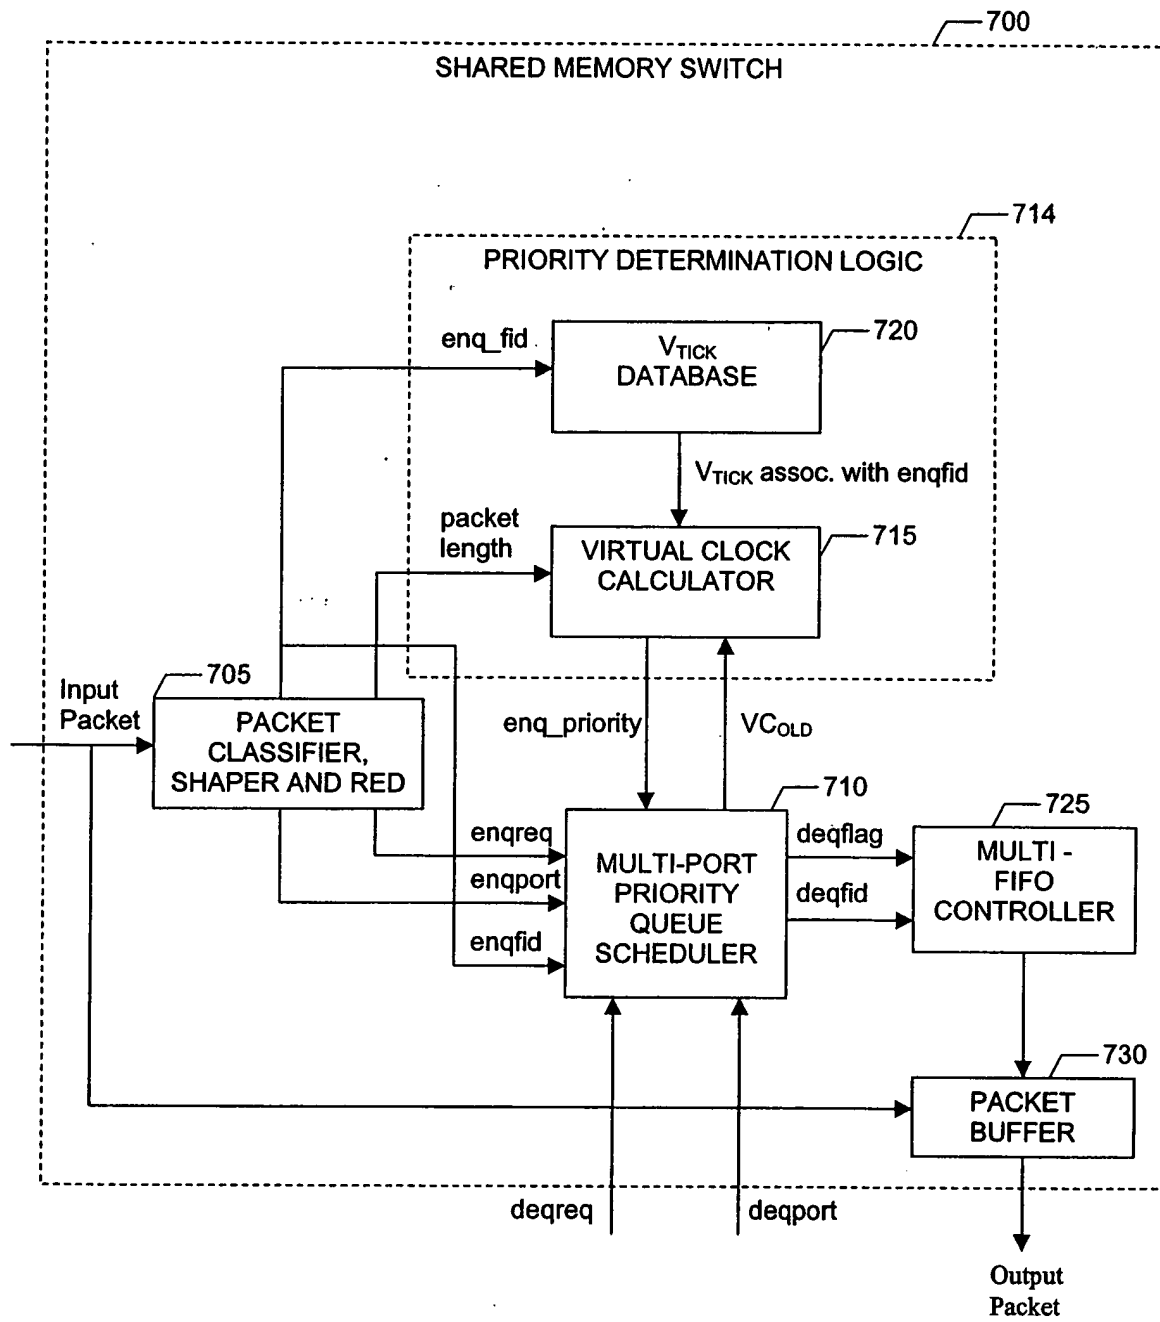 700
SHARED MEMORY SWITCH
714
PRIORITY DETERMINATION LOGIC
enq_fid
720
VTICK
DATABASE
VTICK assoc. with enqfid
packet
length
715
VIRTUAL CLOCK
CALCULATOR
705
Input
Packet
PACKET
CLASSIFIER,
SHAPER AND RED
enq_priority
VCOLD
710
725
enqreq
enqport
enqfid
MULTI-PORT
PRIORITY
QUEUE
SCHEDULER
deqflag
deqfid
MULTI -
FIFO
CONTROLLER
730
PACKET
BUFFER
deqreq
deqport
Output
Packet